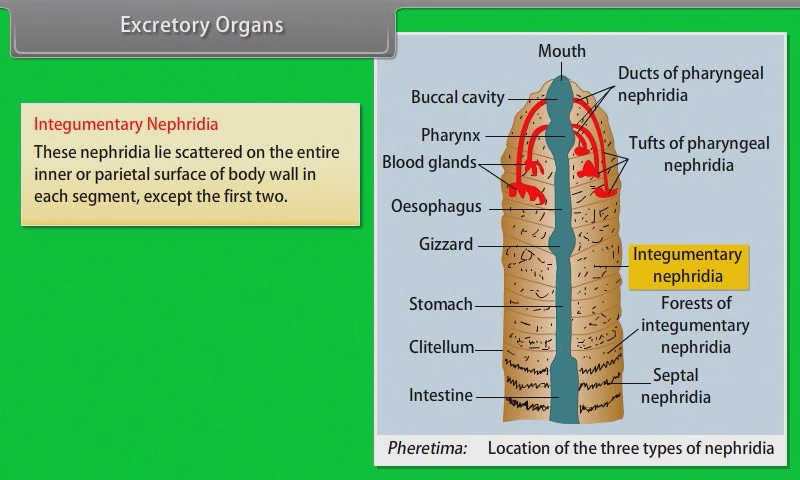 Excretory Organs
Integumentary Nephridia
These nephridia lie scattered on the entire
inner or parietal surface of body wall in
each segment, except the first two.
Mouth
Buccal cavity
Pharynx
Blood glands
Oesophagus
Gizzard
Stomach
Clitellum
Intestine
Ducts of pharyngeal
nephridia
Tufts of pharyngeal
nephridia
Integumentary
nephridia
Forests of
integumentary
nephridia
Septal
nephridia
Pheretima: Location of the three types of nephridia